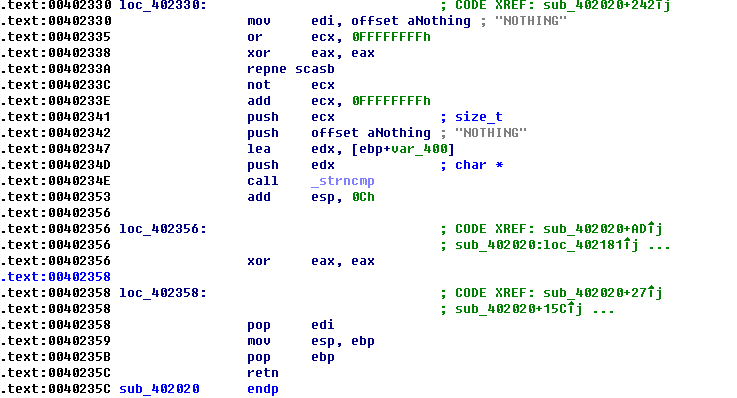 .text:00402330 loc_402330: ; CODE XREF: sub_402020+242↑j
.text:00402330 mov edi, offset aNothing ; "NOTHING"
.text:00402335 or ecx, 0FFFFFFFFh
.text:00402338 xor eax, eax
.text:0040233A repne scasb
.text:0040233C not ecx
.text:0040233E add ecx, 0FFFFFFFFh
.text:00402341 push ecx ; size_t
.text:00402342 push offset aNothing ; "NOTHING"
.text:00402347 lea edx, [ebp+var_400]
.text:0040234D push edx ; char *
.text:0040234E call _strncmp
.text:00402353 add esp, 0Ch
.text:00402356
.text:00402356 loc_402356: ; CODE XREF: sub_402020+AD↑j
.text:00402356 ; sub_402020:loc_402181↑j ...
.text:00402356 xor eax, eax
.text:00402358
.text:00402358 loc_402358: ; CODE XREF: sub_402020+27↑j
.text:00402358 ; sub_402020+15C↑j ...
.text:00402358 pop edi
.text:00402359 mov esp, ebp
.text:0040235B pop ebp
.text:0040235C retn
.text:0040235C sub_402020 endp